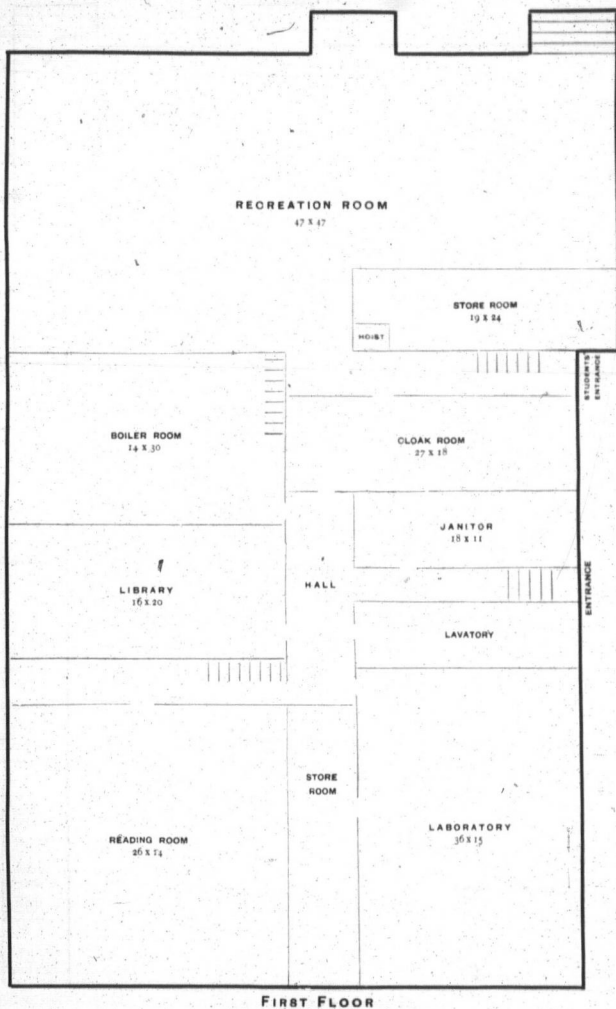 RECREATION ROOM
47 X 47
STORE ROOM
19 X 24
HOIST
STUDENTS'
ENTRANCE
BOILER ROOM
14 X 30
CLOAK ROOM
27 X 18
JANITOR
18 X 11
LIBRARY
16 X 20
HALL
ENTRANCE
LAVATORY
STORE
ROOM
READING ROOM
26 X 14
LABORATORY
36 X 15
FIRST FLOOR